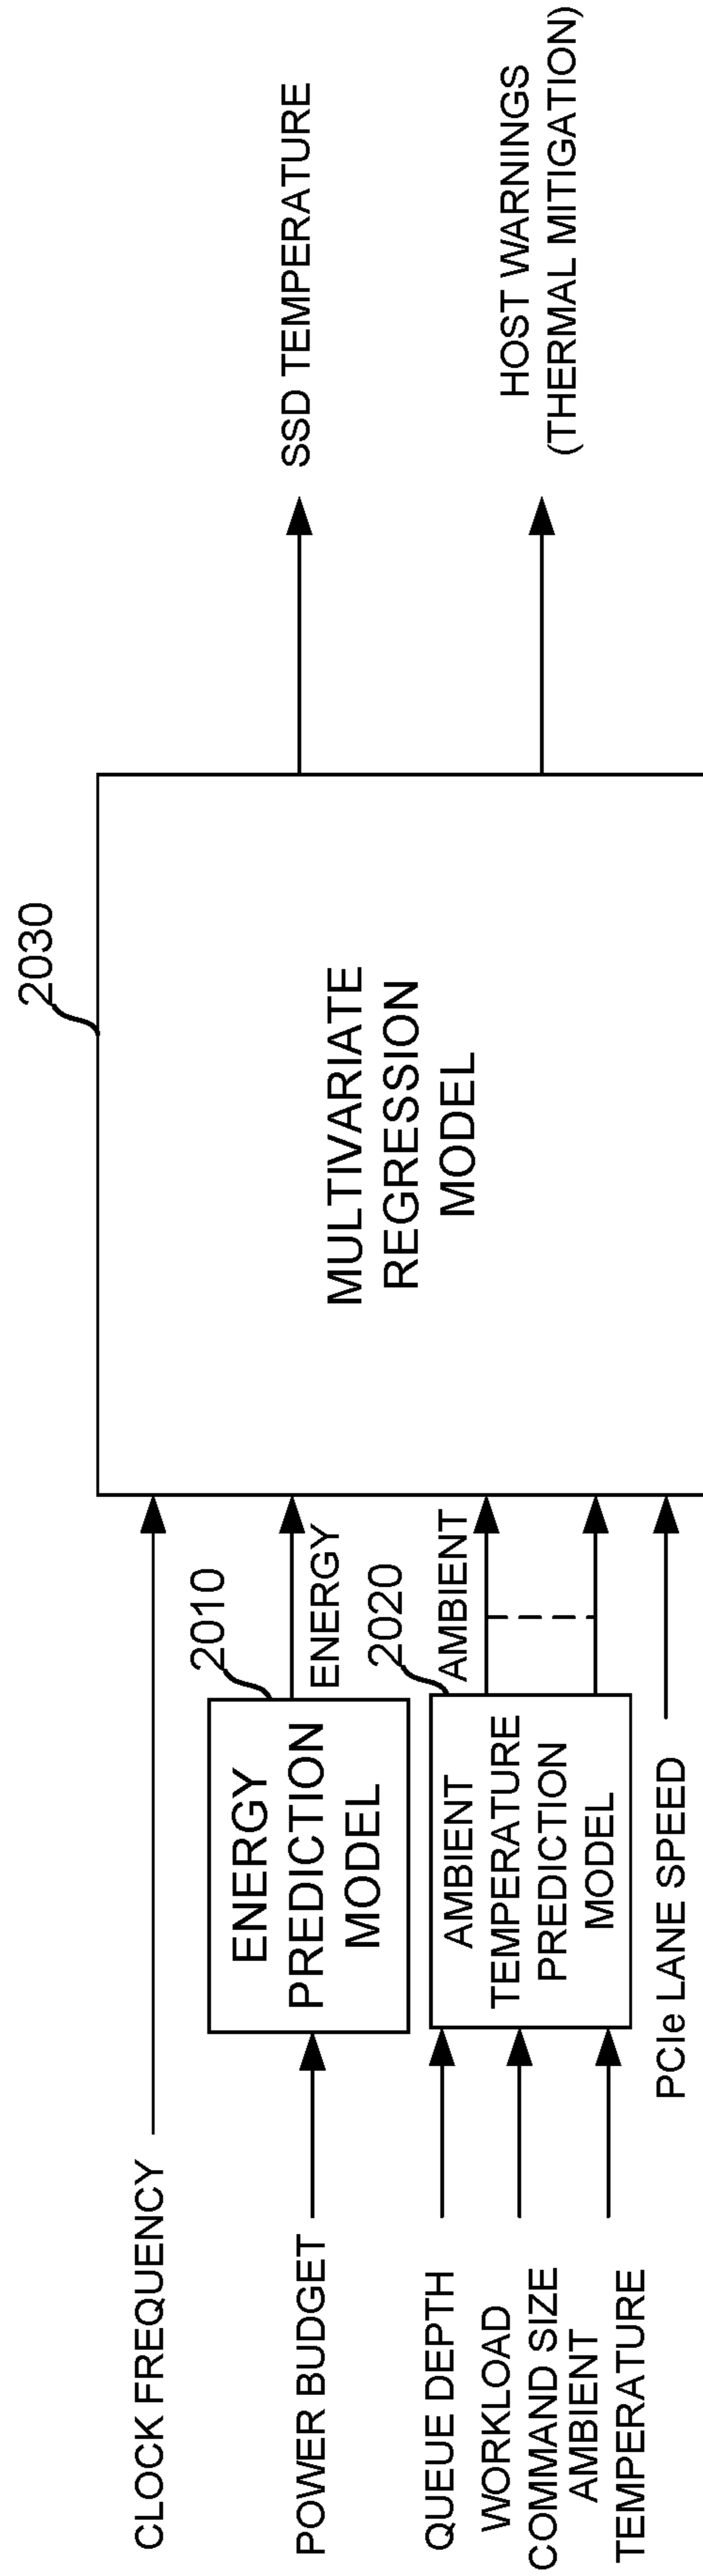 CLOCK FREQUENCY
POWER BUDGET
QUEUE DEPTH
WORKLOAD
COMMAND SIZE
AMBIENT
TEMPERATURE
PCIe LANE SPEED
2010
ENERGY
PREDICTION
MODEL
ENERGY
2020
AMBIENT
TEMPERATURE
PREDICTION
MODEL
AMBIENT
2030
MULTIVARIATE
REGRESSION
MODEL
SSD TEMPERATURE
HOST WARNINGS
(THERMAL MITIGATION)